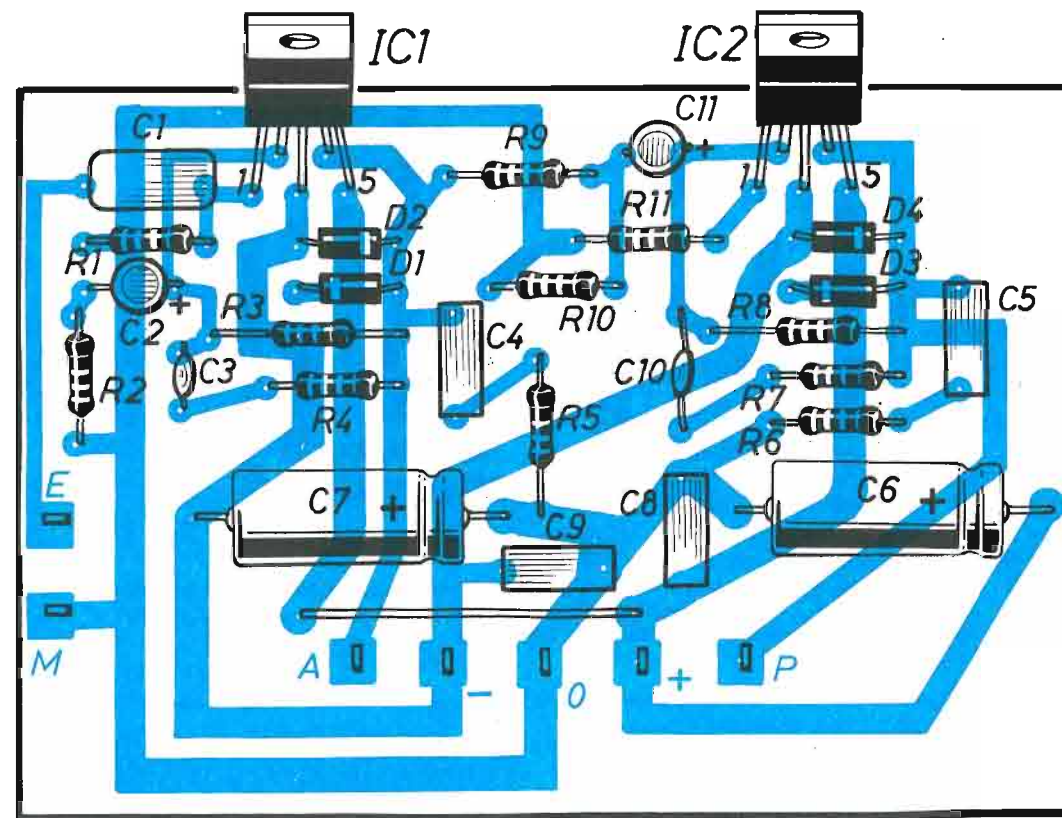 IC1
IC2
C1
C11
R9
1
5
1
5
R11
D2
D4
R1
D1
D3
+
C2
R3
R10
R8
C5
C4
C3
C10
R2
R4
R5
R7
R6
E
C7
+
C8
C6
+
C9
M
A
-
0
+
P
+